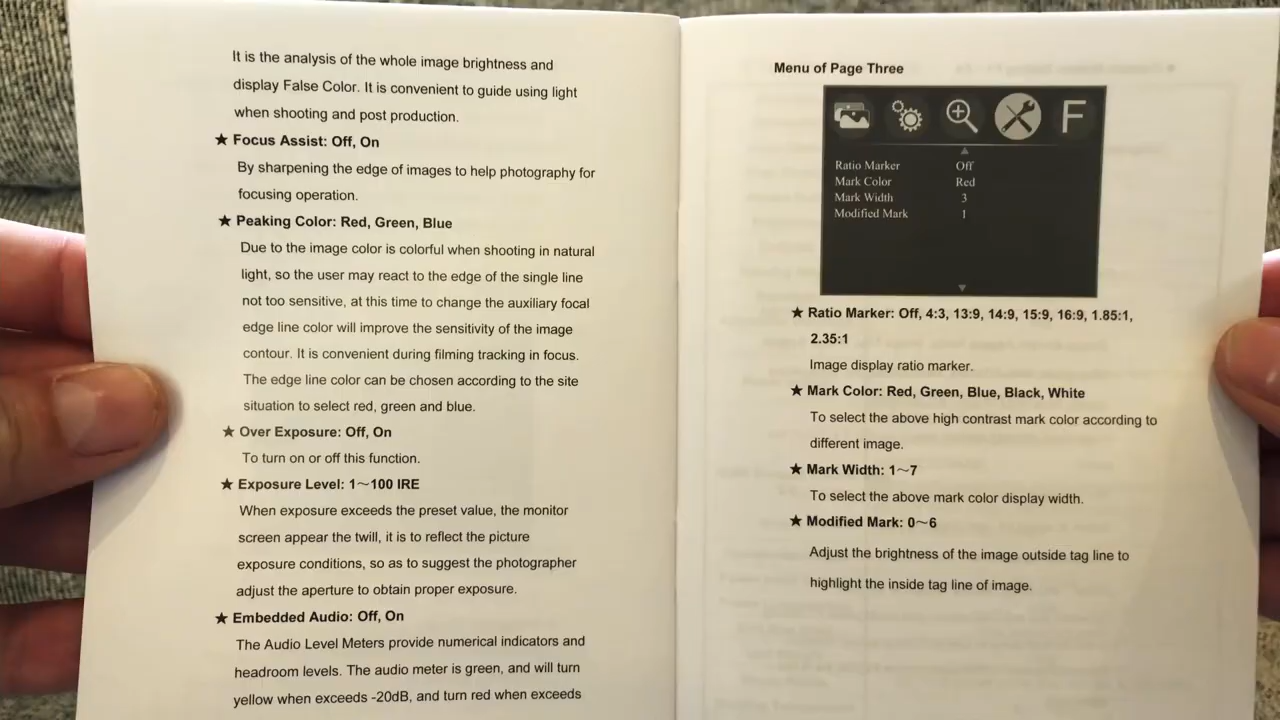 It is the analysis of the whole image brightness and
display False Color. It is convenient to guide using light
when shooting and post production.
★ Focus Assist: Off, On
By sharpening the edge of images to help photography for
focusing operation.
★ Peaking Color: Red, Green, Blue
Due to the image color is colorful when shooting in natural
light, so the user may react to the edge of the single line
not too sensitive, at this time to change the auxiliary focal
edge line color will improve the sensitivity of the image
contour. It is convenient during filming tracking in focus.
The edge line color can be chosen according to the site
situation to select red, green and blue.
★ Over Exposure: Off, On
To turn on or off this function.
★ Exposure Level: 1～100 IRE
When exposure exceeds the preset value, the monitor
screen appear the twill, it is to reflect the picture
exposure conditions, so as to suggest the photographer
adjust the aperture to obtain proper exposure.
★ Embedded Audio: Off, On
The Audio Level Meters provide numerical indicators and
headroom levels. The audio meter is green, and will turn
yellow when exceeds -20dB, and turn red when exceeds
Menu of Page Three
F
Ratio Marker Off
Mark Color Red
Mark Width 3
Modified Mark 1
★ Ratio Marker: Off, 4:3, 13:9, 14:9, 15:9, 16:9, 1.85:1,
2.35:1
Image display ratio marker.
★ Mark Color: Red, Green, Blue, Black, White
To select the above high contrast mark color according to
different image.
★ Mark Width: 1～7
To select the above mark color display width.
★ Modified Mark: 0～6
Adjust the brightness of the image outside tag line to
highlight the inside tag line of image.